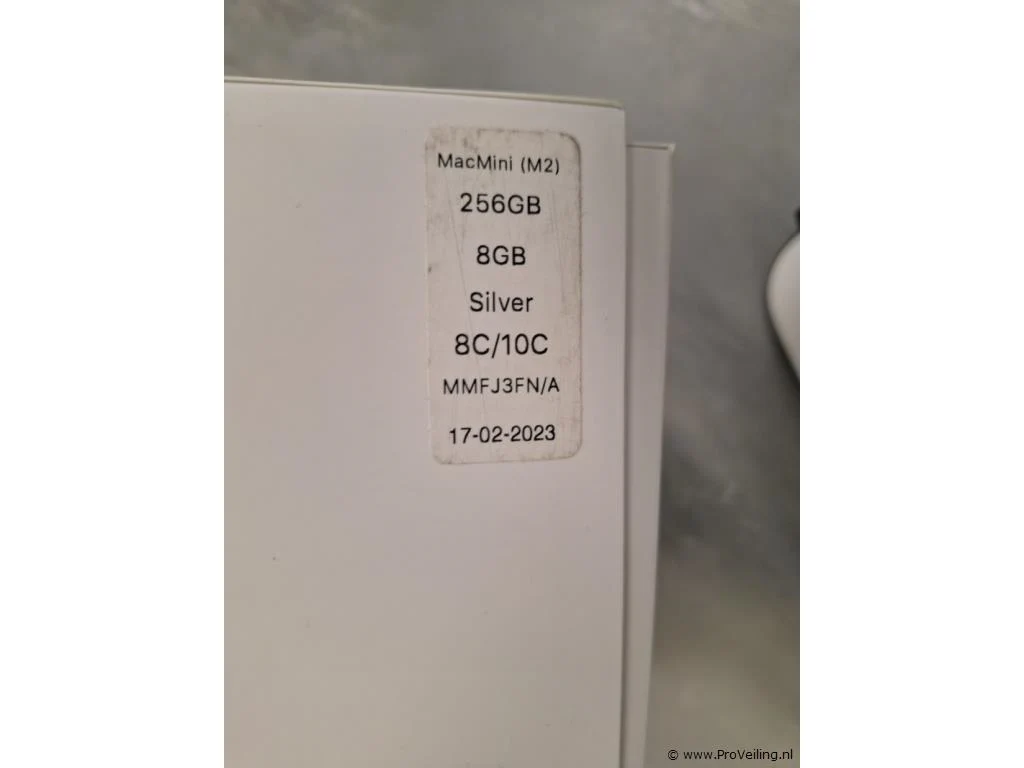 MacMini (M2)
256GB
8GB
Silver
8C/10C
MMFJ3FN/A
17-02-2023
© www.ProVeiling.nl